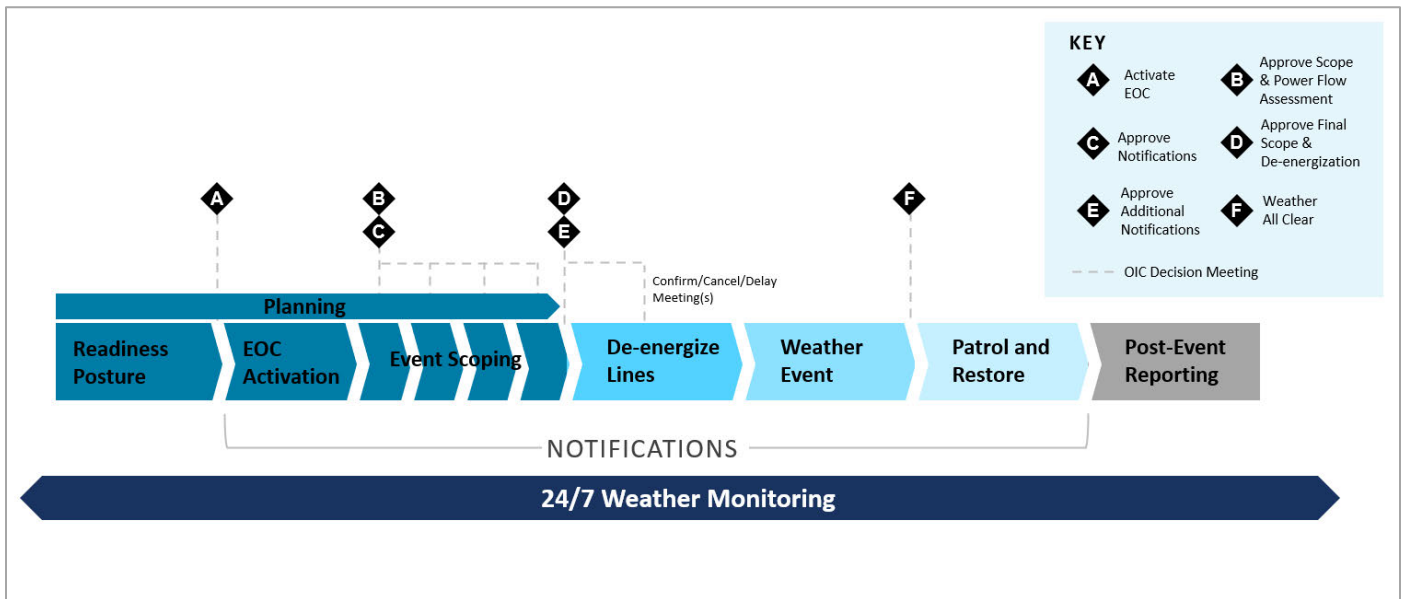 KEY
A
Activate
EOC
B
Approve Scope
& Power Flow
Assessment
C
Approve
Notifications
D
Approve Final
Scope &
De-energization
E
Approve
Additional
Notifications
F
Weather
All Clear
OIC Decision Meeting
A
B
C
D
E
F
Confirm/Cancel/Delay
Meeting(s)
Planning
Readiness
Posture
EOC
Activation
Event Scoping
De-energize
Lines
Weather
Event
Patrol and
Restore
Post-Event
Reporting
NOTIFICATIONS
24/7 Weather Monitoring